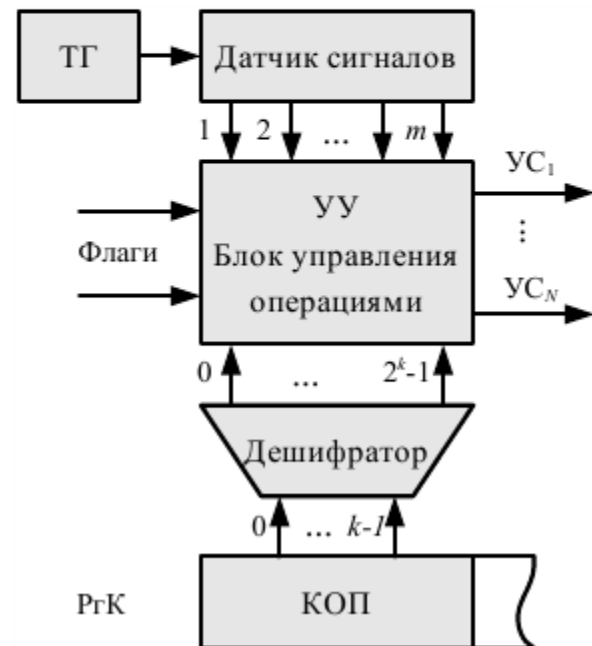 ТГ
Датчик сигналов
1 2 ... m
УУ
Блок управления
операциями
Флаги
УС₁
⋮
УС_N
0 ... 2ᵏ-1
Дешифратор
0 ... k-1
РгК
КОП